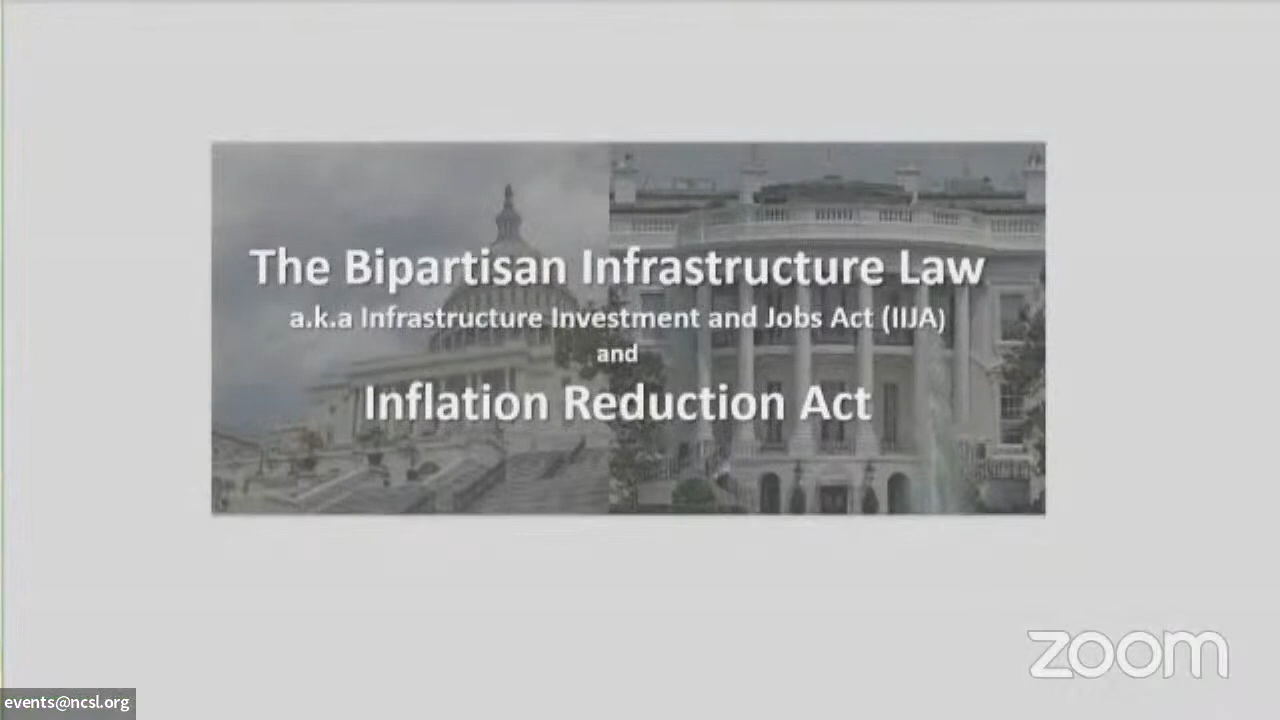 The Bipartisan Infrastructure Law
a.k.a Infrastructure Investment and Jobs Act (IIJA)
and
Inflation Reduction Act
zoom
events@ncsl.org